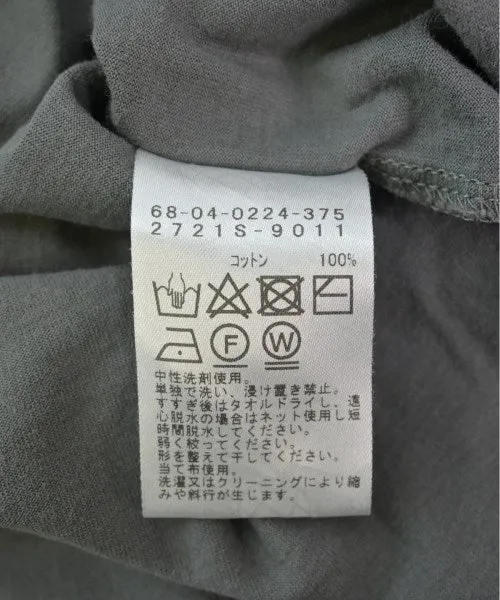 68-04-0224-375
2721S-9011
コットン 100%
F W
中性洗剤使用。
単独で洗い、浸け置き禁止。
すすぎ後はタオルドライし、遠
心脱水の場合はネット使用し短
時間脱水してください。
弱く絞ってください。
形を整えて干してください。
当て布使用。
洗濯又はクリーニングにより縮
みや斜行が生じます。